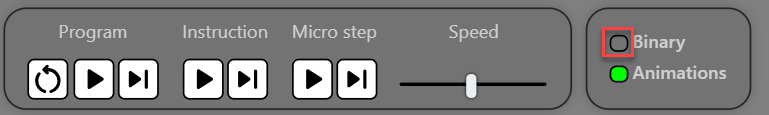 Program Instruction Micro step Speed
Binary
Animations